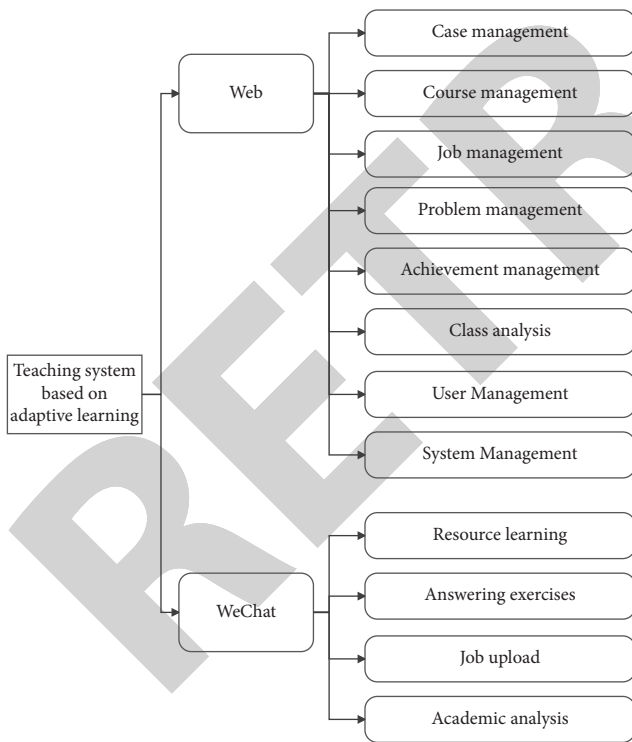 Case management
Course management
Web
Job management
Problem management
Achievement management
Class analysis
Teaching system
based on
adaptive learning
User Management
System Management
Resource learning
Answering exercises
WeChat
Job upload
Academic analysis
RETR